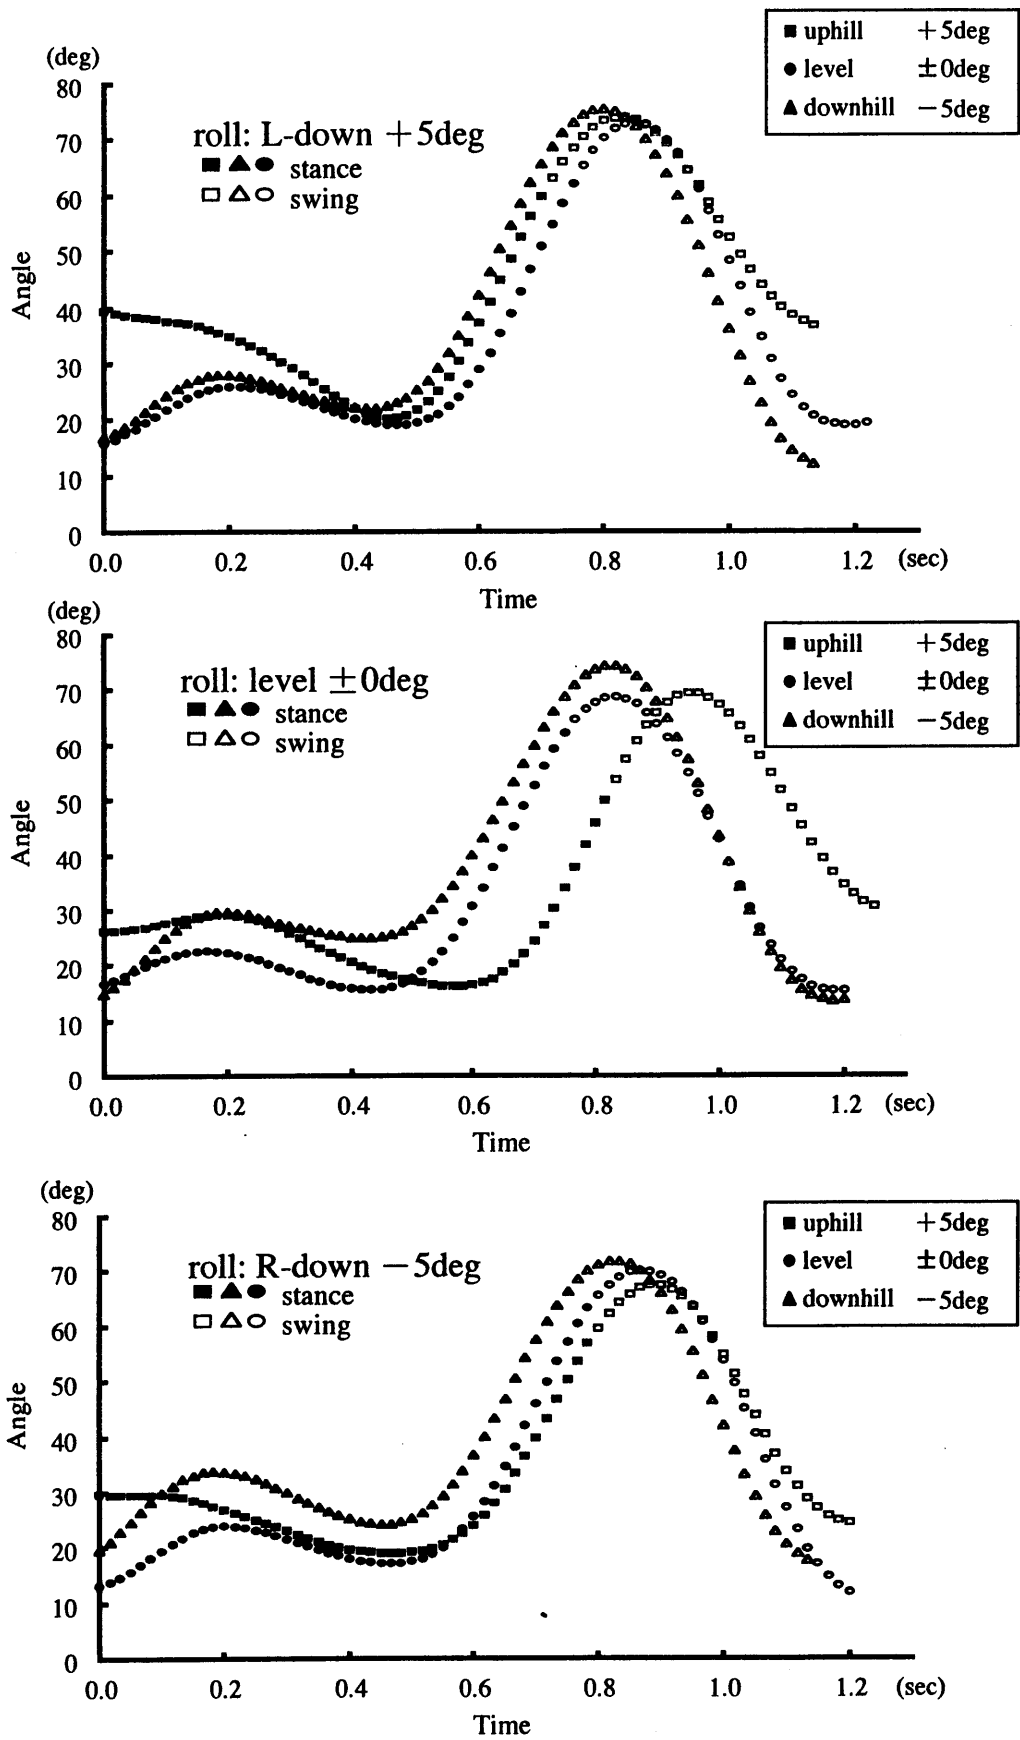 (deg)
■ uphill +5deg
● level ±0deg
▲ downhill −5deg
roll: L-down +5deg
■▲● stance
□△○ swing
80
70
60
50
40
30
20
10
0
Angle
0.0 0.2 0.4 0.6 0.8 1.0 1.2 (sec)
Time
(deg)
■ uphill +5deg
● level ±0deg
▲ downhill −5deg
roll: level ±0deg
■▲● stance
□△○ swing
80
70
60
50
40
30
20
10
0
Angle
0.0 0.2 0.4 0.6 0.8 1.0 1.2 (sec)
Time
(deg)
■ uphill +5deg
● level ±0deg
▲ downhill −5deg
roll: R-down −5deg
■▲● stance
□△○ swing
80
70
60
50
40
30
20
10
0
Angle
0.0 0.2 0.4 0.6 0.8 1.0 1.2 (sec)
Time